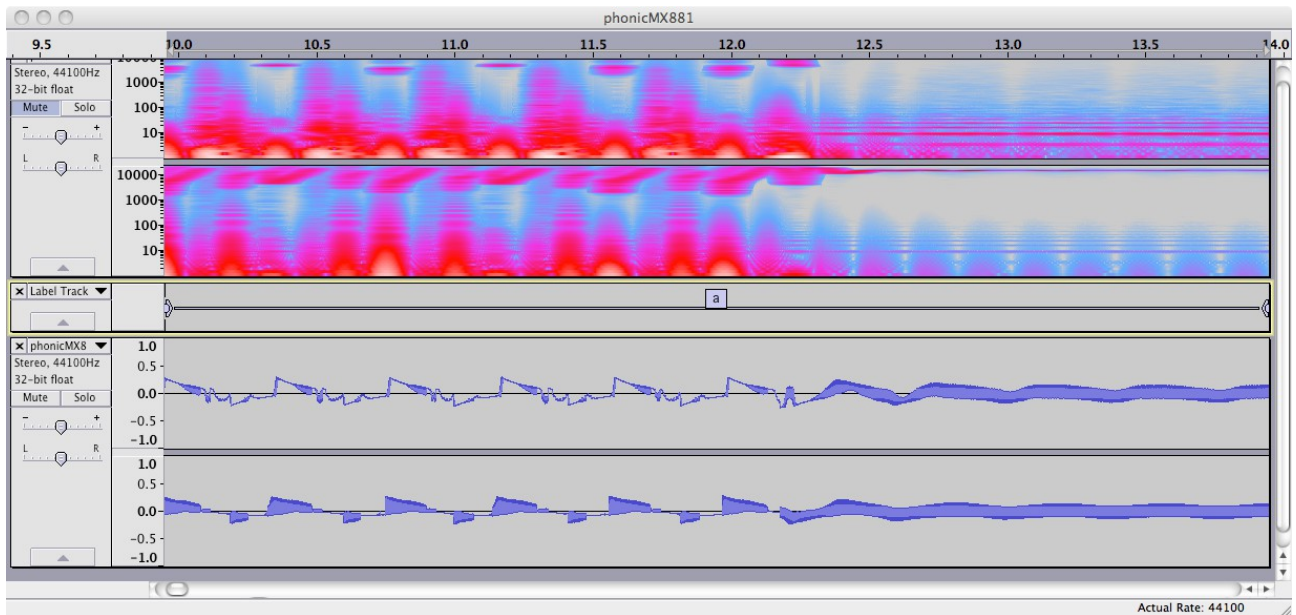 phonicMX881
9.5 10.0 10.5 11.0 11.5 12.0 12.5 13.0 13.5 14.0
Stereo, 44100Hz
32-bit float
Mute Solo
- +
L R
1000-
100-
10-
10000-
1000-
100-
10-
x Label Track ▼
a
x phonicMX8 ▼
Stereo, 44100Hz
32-bit float
Mute Solo
- +
L R
1.0
0.5-
0.0-
-0.5-
-1.0
1.0
0.5-
0.0-
-0.5-
-1.0
Actual Rate: 44100